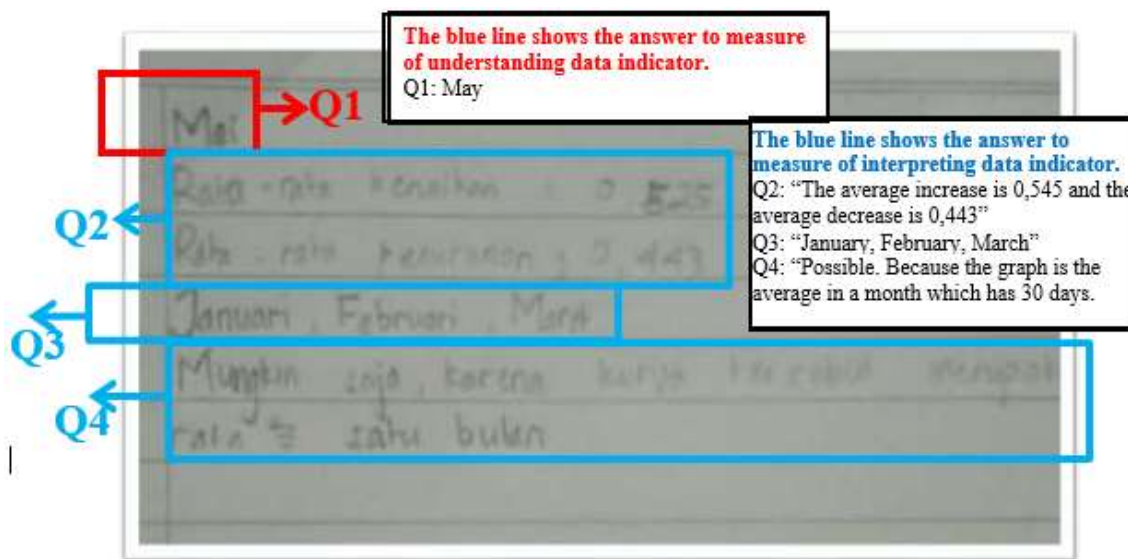 The blue line shows the answer to measure
of understanding data indicator.
Q1: May
Q1
Mei
The blue line shows the answer to
measure of interpreting data indicator.
Q2: “The average increase is 0,545 and the
average decrease is 0,443”
Q3: “January, February, March”
Q4: “Possible. Because the graph is the
average in a month which has 30 days.
Q2
Rata - rata kenaikan : 0
Rata - rata : 0,443
Q3
Januari, Februari, Maret
Q4
Mungkin saja, karena
rata satu bulan